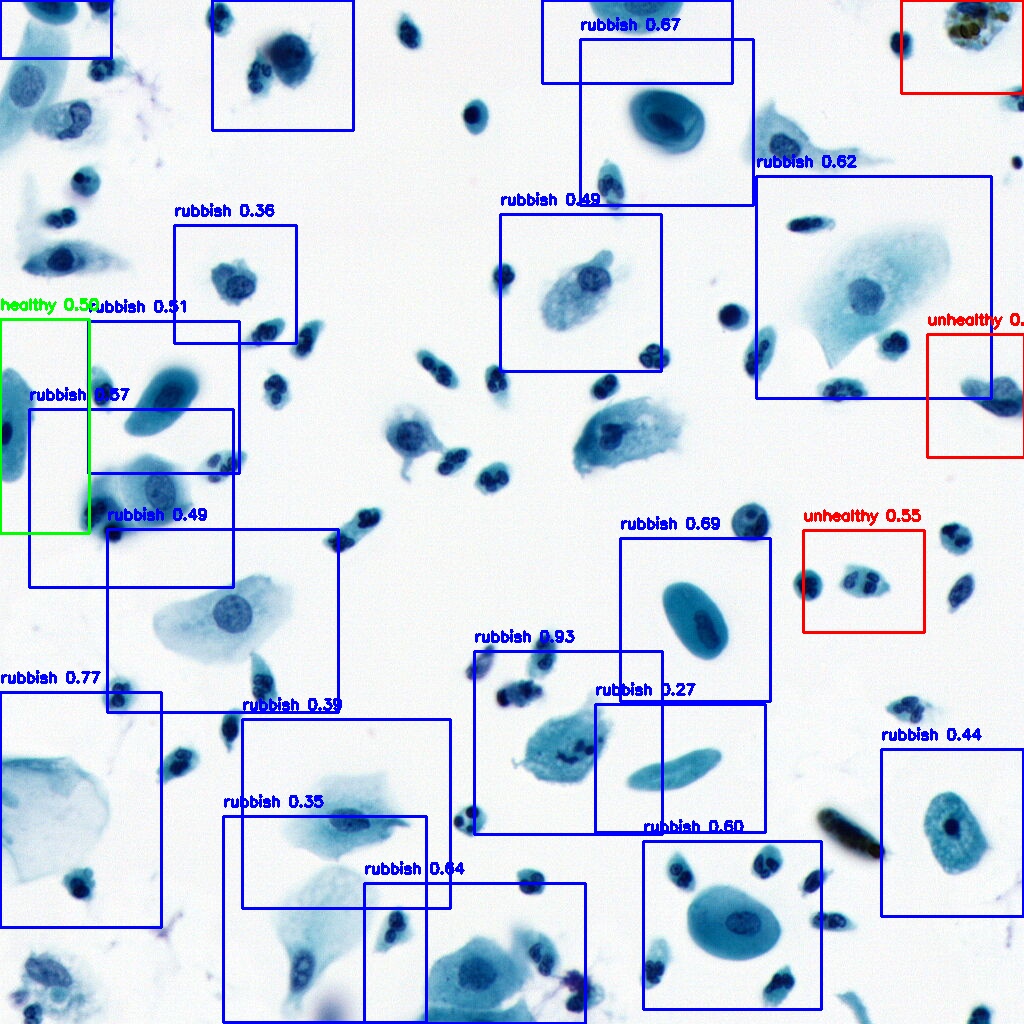 rubbish 0.67
rubbish 0.62
rubbish 0.49
rubbish 0.36
healthy 0.50
rubbish 0.51
unhealthy 0.
rubbish 0.57
rubbish 0.49
unhealthy 0.55
rubbish 0.69
rubbish 0.93
rubbish 0.77
rubbish 0.27
rubbish 0.39
rubbish 0.44
rubbish 0.35
rubbish 0.60
rubbish 0.64